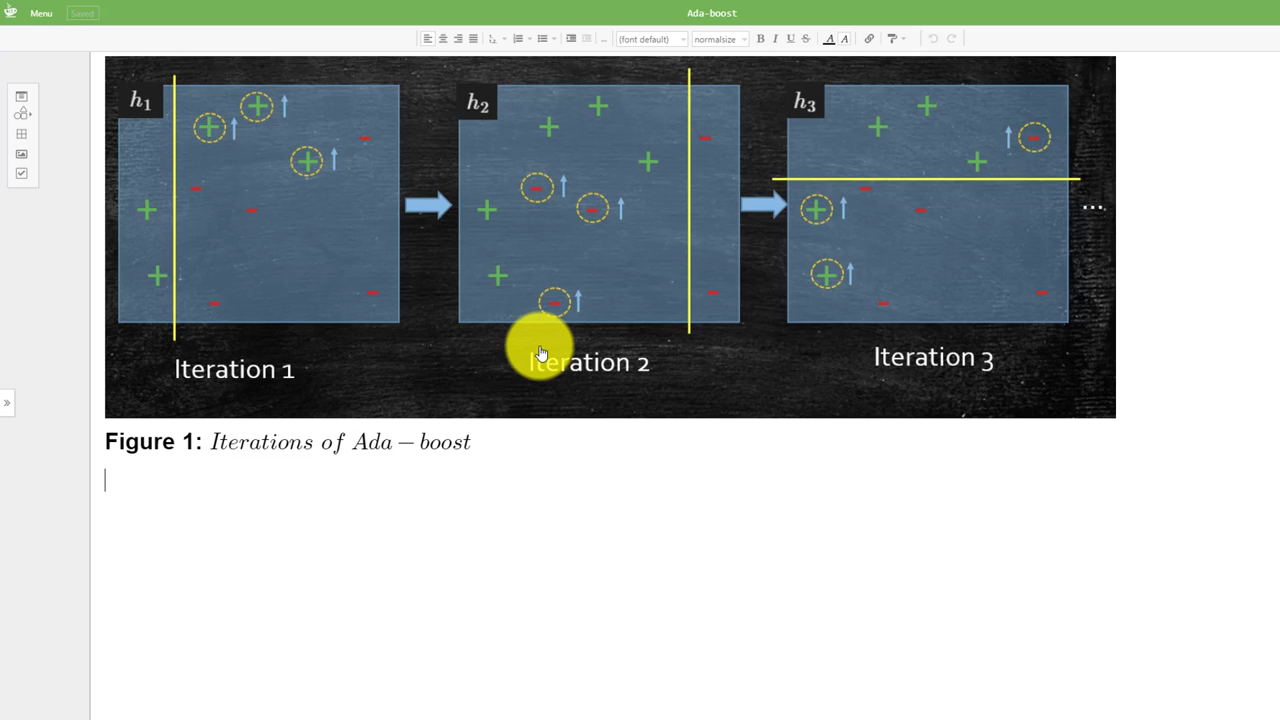 Menu
Saved
Ada-boost
(font default)
normalsize
B I U S A A
h1
h2
h3
...
Iteration 1
Iteration 2
Iteration 3
Figure 1: Iterations of Ada − boost